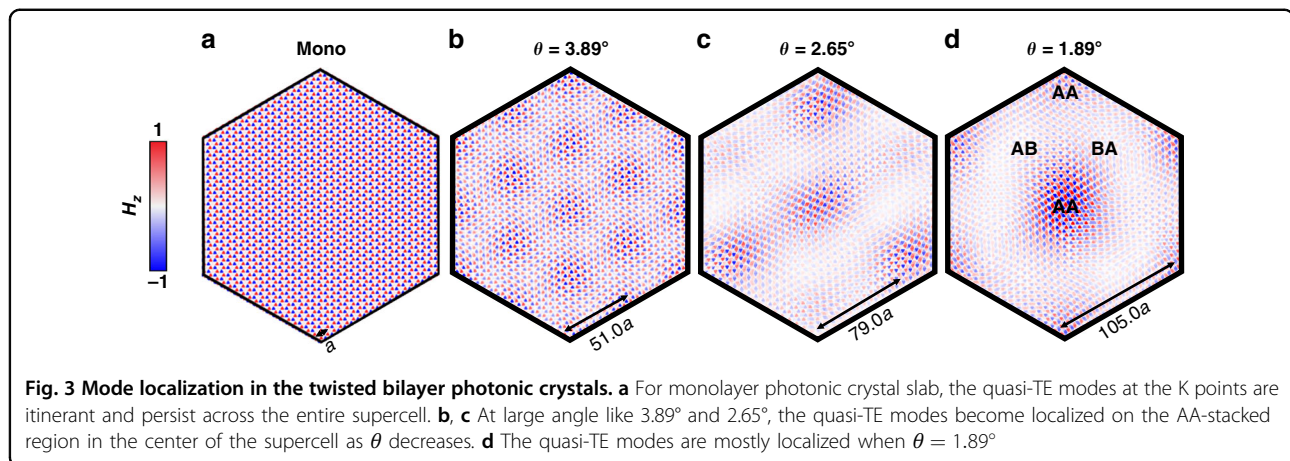 a
Mono
b
θ = 3.89°
c
θ = 2.65°
d
θ = 1.89°
1
Hz
−1
a
51.0a
79.0a
AA
AB
BA
AA
105.0a
Fig. 3 Mode localization in the twisted bilayer photonic crystals. a For monolayer photonic crystal slab, the quasi-TE modes at the K points are
itinerant and persist across the entire supercell. b, c At large angle like 3.89° and 2.65°, the quasi-TE modes become localized on the AA-stacked
region in the center of the supercell as θ decreases. d The quasi-TE modes are mostly localized when θ = 1.89°